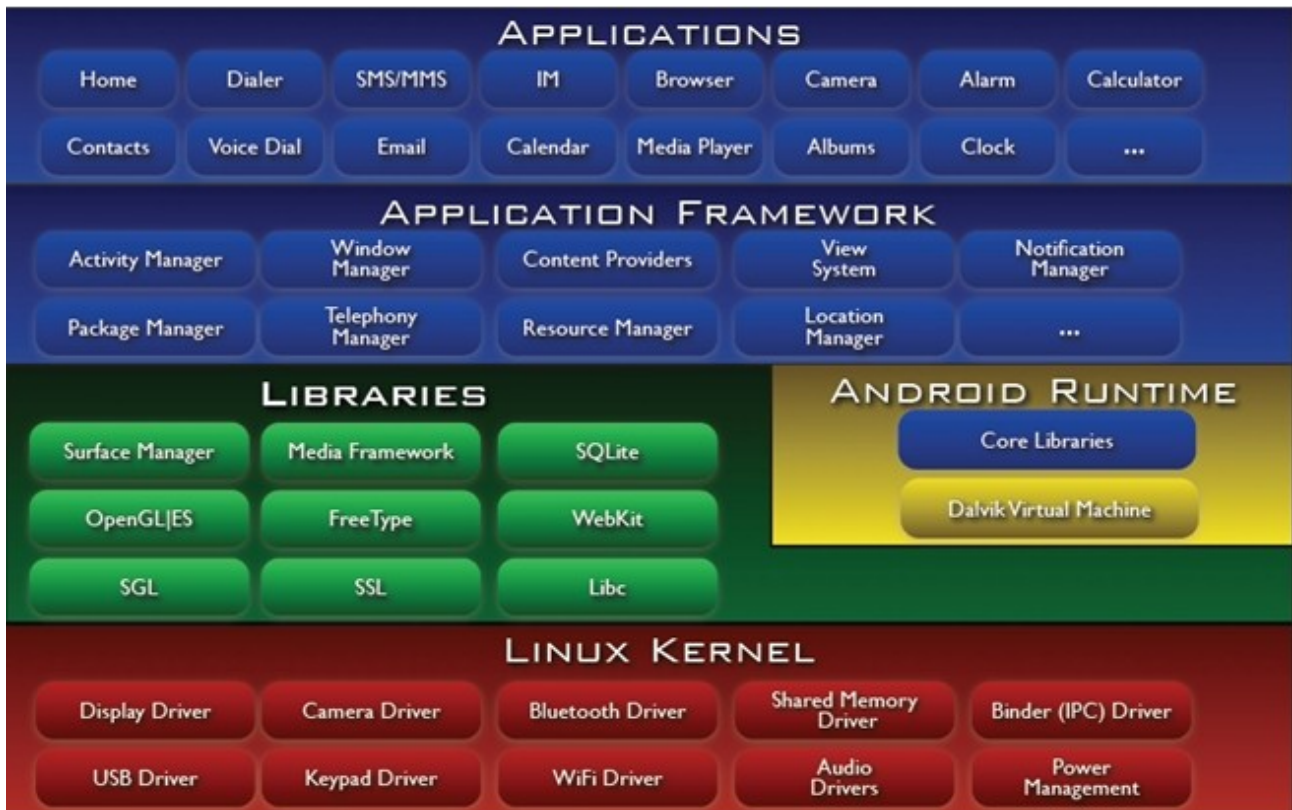 APPLICATIONS
Home Dialer SMS/MMS IM Browser Camera Alarm Calculator
Contacts Voice Dial Email Calendar Media Player Albums Clock ...
APPLICATION FRAMEWORK
Activity Manager Window Manager Content Providers View System Notification Manager
Package Manager Telephony Manager Resource Manager Location Manager ...
LIBRARIES
Surface Manager Media Framework SQLite
OpenGL|ES FreeType WebKit
SGL SSL Libc
ANDROID RUNTIME
Core Libraries
Dalvik Virtual Machine
LINUX KERNEL
Display Driver Camera Driver Bluetooth Driver Shared Memory Driver Binder (IPC) Driver
USB Driver Keypad Driver WiFi Driver Audio Drivers Power Management